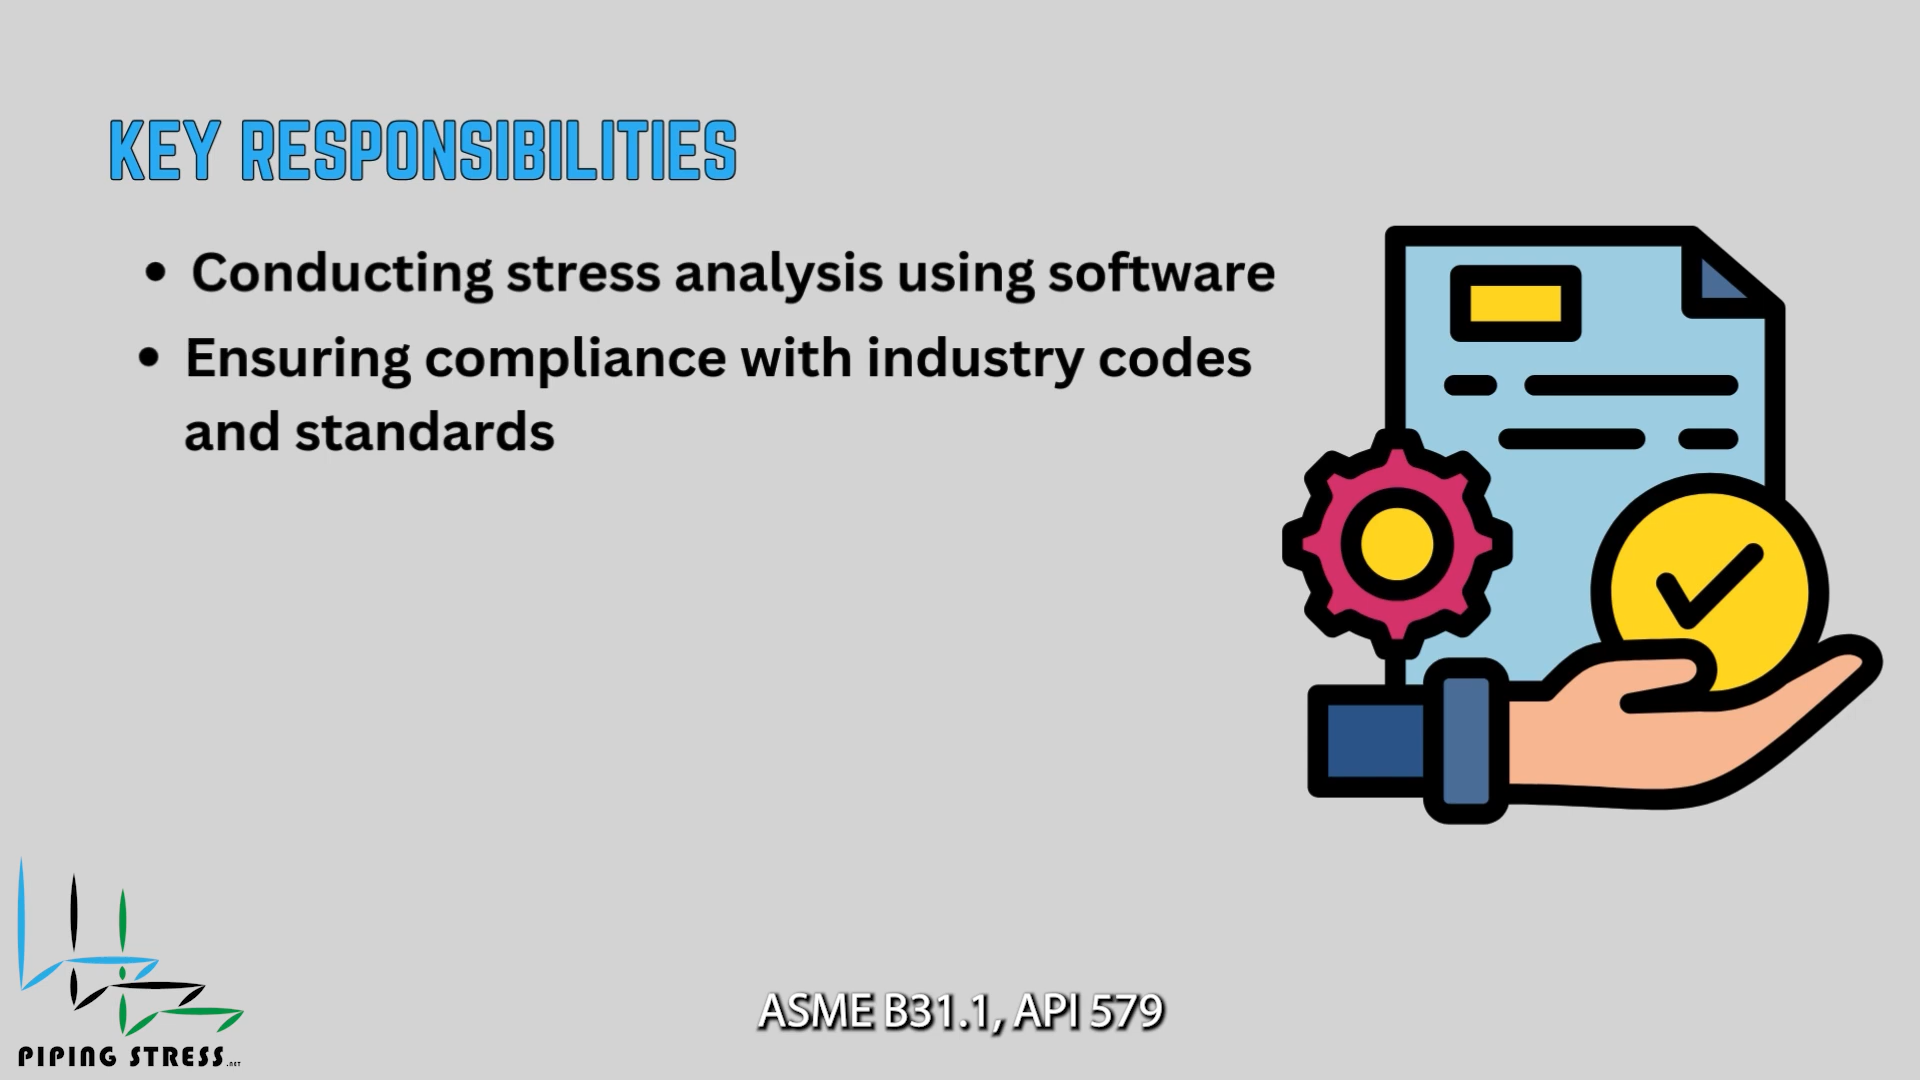 KEY RESPONSIBILITIES
• Conducting stress analysis using software
• Ensuring compliance with industry codes
and standards
ASME B31.1, API 579
PIPING STRESS.NET